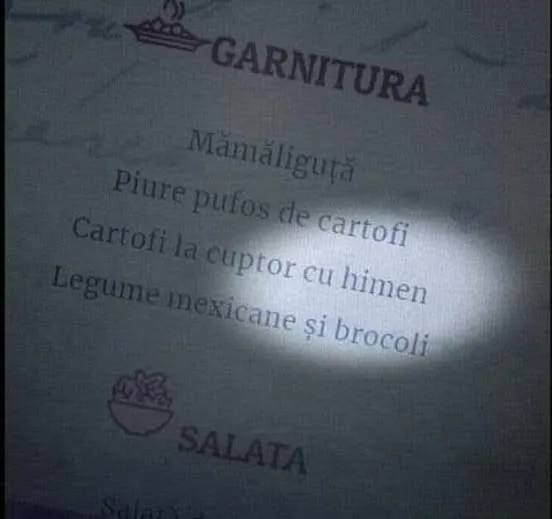 GARNITURA
Mămăliguță
Piure pufos de cartofi
Cartofi la cuptor cu himen
Legume mexicane și brocoli
SALATA